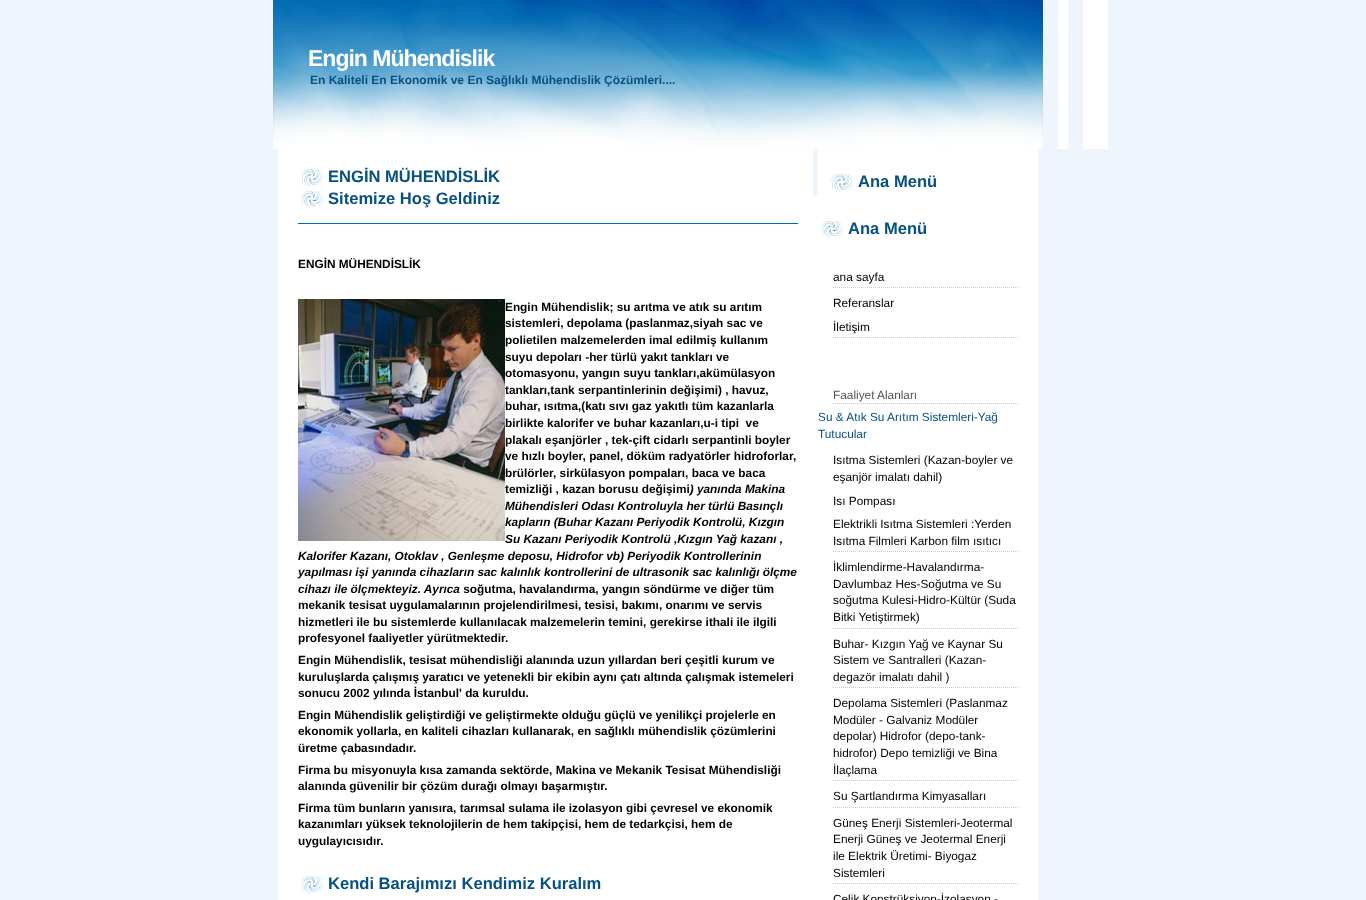 Engin Mühendislik
En Kaliteli En Ekonomik ve En Sağlıklı Mühendislik Çözümleri....
ENGİN MÜHENDİSLİK
Sitemize Hoş Geldiniz
ENGİN MÜHENDİSLİK
Engin Mühendislik; su arıtma ve atık su arıtım
sistemleri, depolama (paslanmaz,siyah sac ve
polietilen malzemelerden imal edilmiş kullanım
suyu depoları -her türlü yakıt tankları ve
otomasyonu, yangın suyu tankları,akümülasyon
tankları,tank serpantinlerinin değişimi) , havuz,
buhar, ısıtma,(katı sıvı gaz yakıtlı tüm kazanlarla
birlikte kalorifer ve buhar kazanları,u-i tipi  ve
plakalı eşanjörler , tek-çift cidarlı serpantinli boyler
ve hızlı boyler, panel, döküm radyatörler hidroforlar,
brülörler, sirkülasyon pompaları, baca ve baca
temizliği , kazan borusu değişimi) yanında Makina
Mühendisleri Odası Kontroluyla her türlü Basınçlı
kapların (Buhar Kazanı Periyodik Kontrolü, Kızgın
Su Kazanı Periyodik Kontrolü ,Kızgın Yağ kazanı ,
Kalorifer Kazanı, Otoklav , Genleşme deposu, Hidrofor vb) Periyodik Kontrollerinin
yapılması işi yanında cihazların sac kalınlık kontrollerini de ultrasonik sac kalınlığı ölçme
cihazı ile ölçmekteyiz. Ayrıca soğutma, havalandırma, yangın söndürme ve diğer tüm
mekanik tesisat uygulamalarının projelendirilmesi, tesisi, bakımı, onarımı ve servis
hizmetleri ile bu sistemlerde kullanılacak malzemelerin temini, gerekirse ithali ile ilgili
profesyonel faaliyetler yürütmektedir.
Engin Mühendislik, tesisat mühendisliği alanında uzun yıllardan beri çeşitli kurum ve
kuruluşlarda çalışmış yaratıcı ve yetenekli bir ekibin aynı çatı altında çalışmak istemeleri
sonucu 2002 yılında İstanbul' da kuruldu.
Engin Mühendislik geliştirdiği ve geliştirmekte olduğu güçlü ve yenilikçi projelerle en
ekonomik yollarla, en kaliteli cihazları kullanarak, en sağlıklı mühendislik çözümlerini
üretme çabasındadır.
Firma bu misyonuyla kısa zamanda sektörde, Makina ve Mekanik Tesisat Mühendisliği
alanında güvenilir bir çözüm durağı olmayı başarmıştır.
Firma tüm bunların yanısıra, tarımsal sulama ile izolasyon gibi çevresel ve ekonomik
kazanımları yüksek teknolojilerin de hem takipçisi, hem de tedarkçisi, hem de
uygulayıcısıdır.
Kendi Barajımızı Kendimiz Kuralım
Ana Menü
Ana Menü
ana sayfa
Referanslar
İletişim
Faaliyet Alanları
Su & Atık Su Arıtım Sistemleri-Yağ
Tutucular
Isıtma Sistemleri (Kazan-boyler ve
eşanjör imalatı dahil)
Isı Pompası
Elektrikli Isıtma Sistemleri :Yerden
Isıtma Filmleri Karbon film ısıtıcı
İklimlendirme-Havalandırma-
Davlumbaz Hes-Soğutma ve Su
soğutma Kulesi-Hidro-Kültür (Suda
Bitki Yetiştirmek)
Buhar- Kızgın Yağ ve Kaynar Su
Sistem ve Santralleri (Kazan-
degazör imalatı dahil )
Depolama Sistemleri (Paslanmaz
Modüler - Galvaniz Modüler
depolar) Hidrofor (depo-tank-
hidrofor) Depo temizliği ve Bina
İlaçlama
Su Şartlandırma Kimyasalları
Güneş Enerji Sistemleri-Jeotermal
Enerji Güneş ve Jeotermal Enerji
ile Elektrik Üretimi- Biyogaz
Sistemleri
Çelik Konstrüksiyon-İzolasyon -